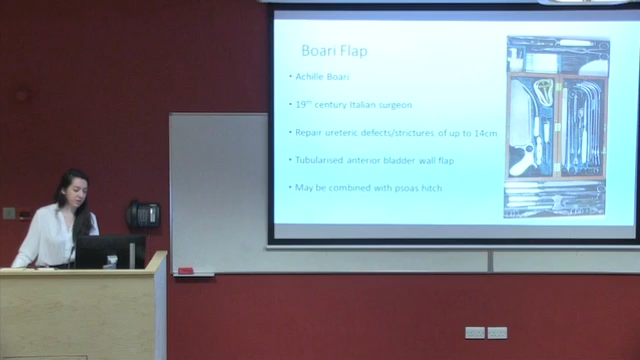 Boari Flap
• Achille Boari
• 19th century Italian surgeon
• Repair ureteric defects/strictures of up to 14cm
• Tubularised anterior bladder wall flap
• May be combined with psoas hitch